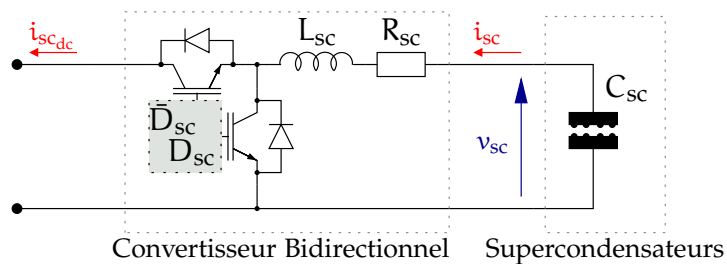 i_sc_dc
L_sc
R_sc
i_sc
C_sc
D̄_sc
D_sc
v_sc
Convertisseur Bidirectionnel
Supercondensateurs